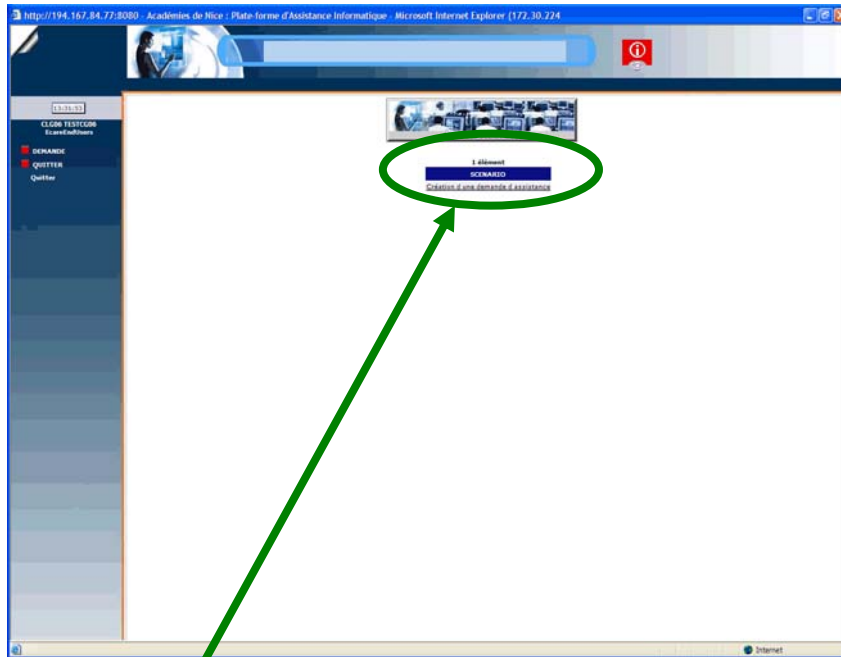 http://194.167.84.77:8080 - Académies de Nice : Plate-forme d'Assistance Informatique - Microsoft Internet Explorer (172.30.224
13:31:53
CLG06 TESTCG06
EcareEndUsers
DEMANDE
QUITTER
Quitter
1 élément
SCENARIO
Création d une demande d assistance
Internet